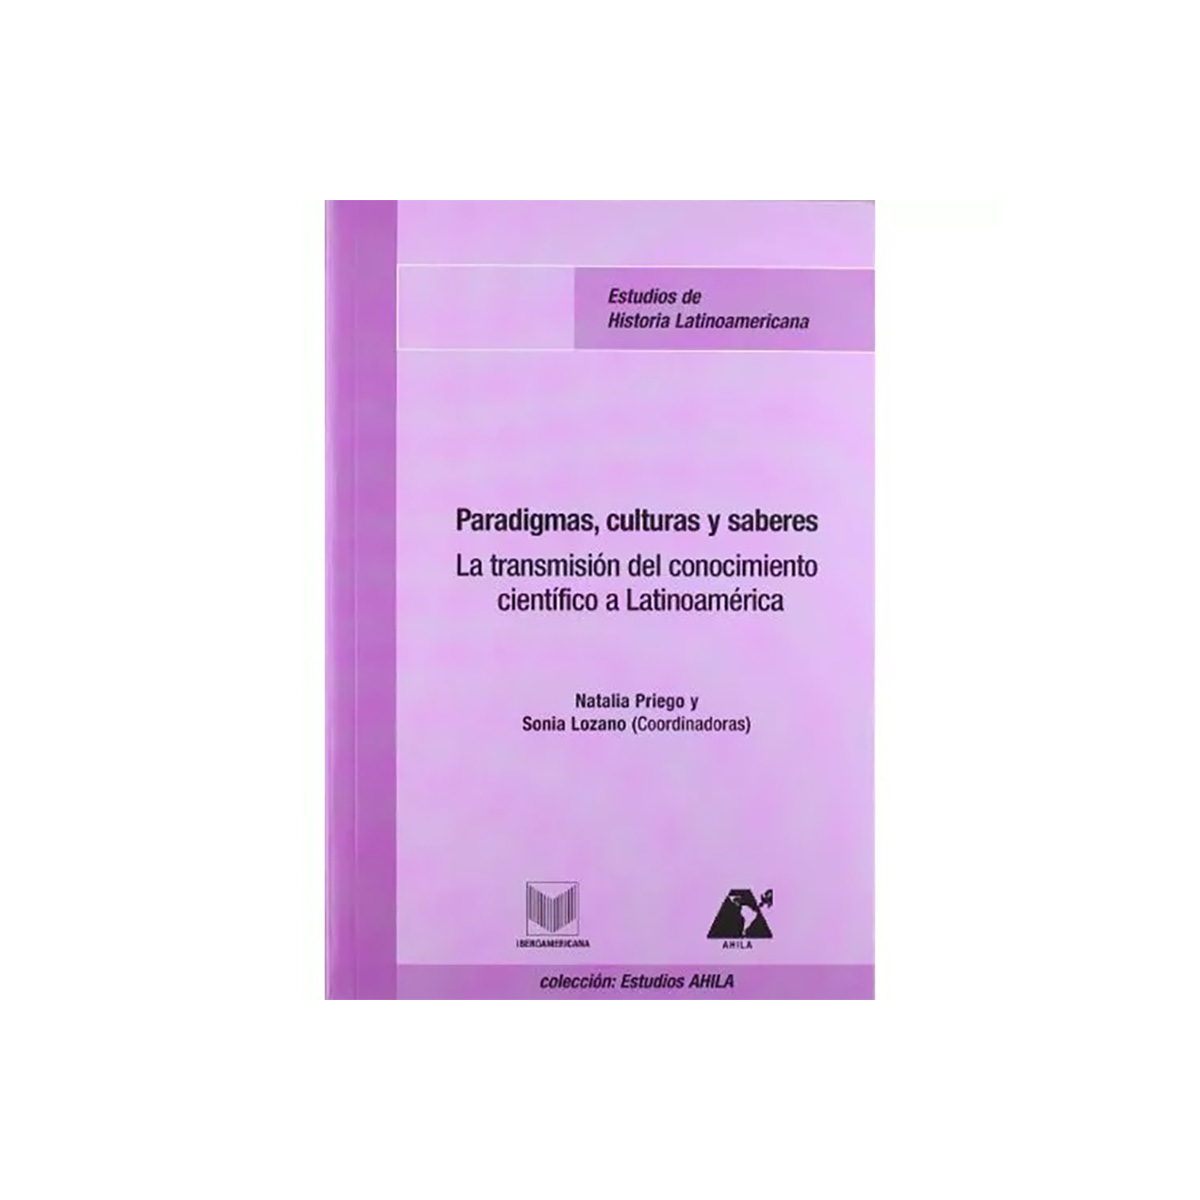 Estudios de
Historia Latinoamericana
Paradigmas, culturas y saberes
La transmisión del conocimiento
científico a Latinoamérica
Natalia Priego y
Sonia Lozano (Coordinadoras)
IBEROAMERICANA
AHILA
colección: Estudios AHILA